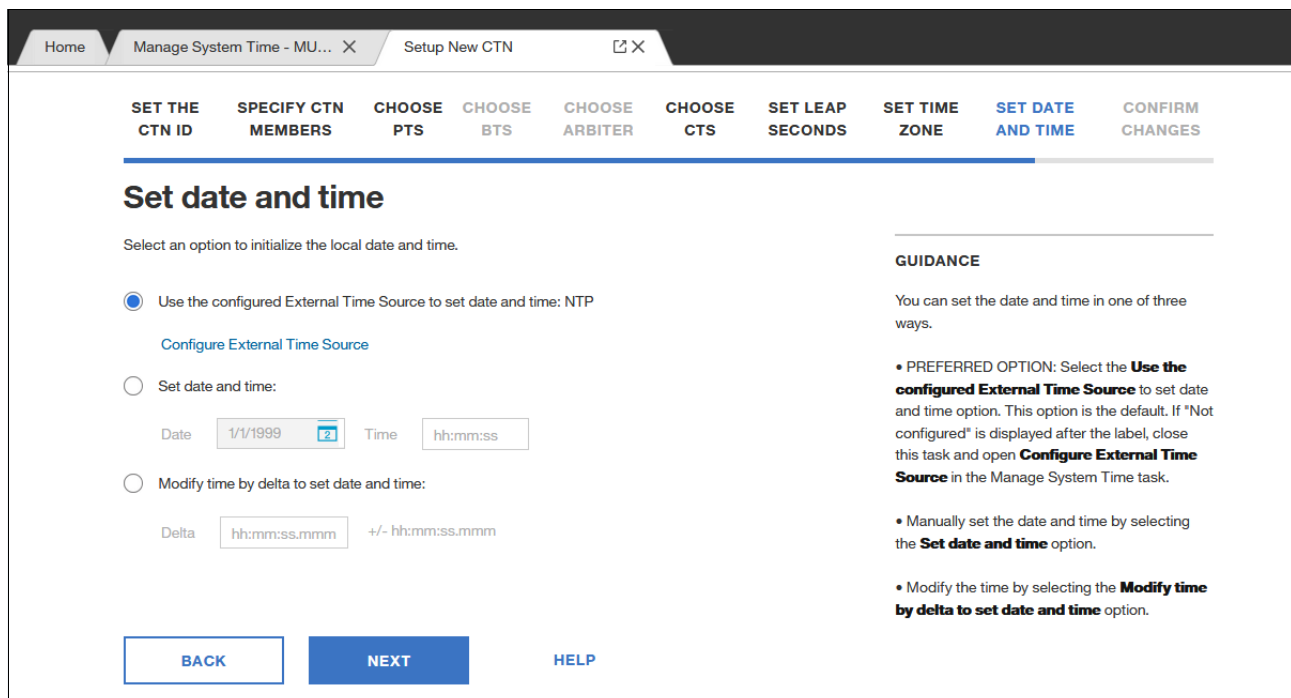 Home
Manage System Time - MU...
Setup New CTN
SET THE CTN ID
SPECIFY CTN MEMBERS
CHOOSE PTS
CHOOSE BTS
CHOOSE ARBITER
CHOOSE CTS
SET LEAP SECONDS
SET TIME ZONE
SET DATE AND TIME
CONFIRM CHANGES
Set date and time
Select an option to initialize the local date and time.
Use the configured External Time Source to set date and time: NTP
Configure External Time Source
Set date and time:
Date 1/1/1999 2 Time hh:mm:ss
Modify time by delta to set date and time:
Delta hh:mm:ss.mmm +/- hh:mm:ss.mmm
BACK NEXT HELP
GUIDANCE
You can set the date and time in one of three
ways.
• PREFERRED OPTION: Select the Use the
configured External Time Source to set date
and time option. This option is the default. If "Not
configured" is displayed after the label, close
this task and open Configure External Time
Source in the Manage System Time task.
• Manually set the date and time by selecting
the Set date and time option.
• Modify the time by selecting the Modify time
by delta to set date and time option.